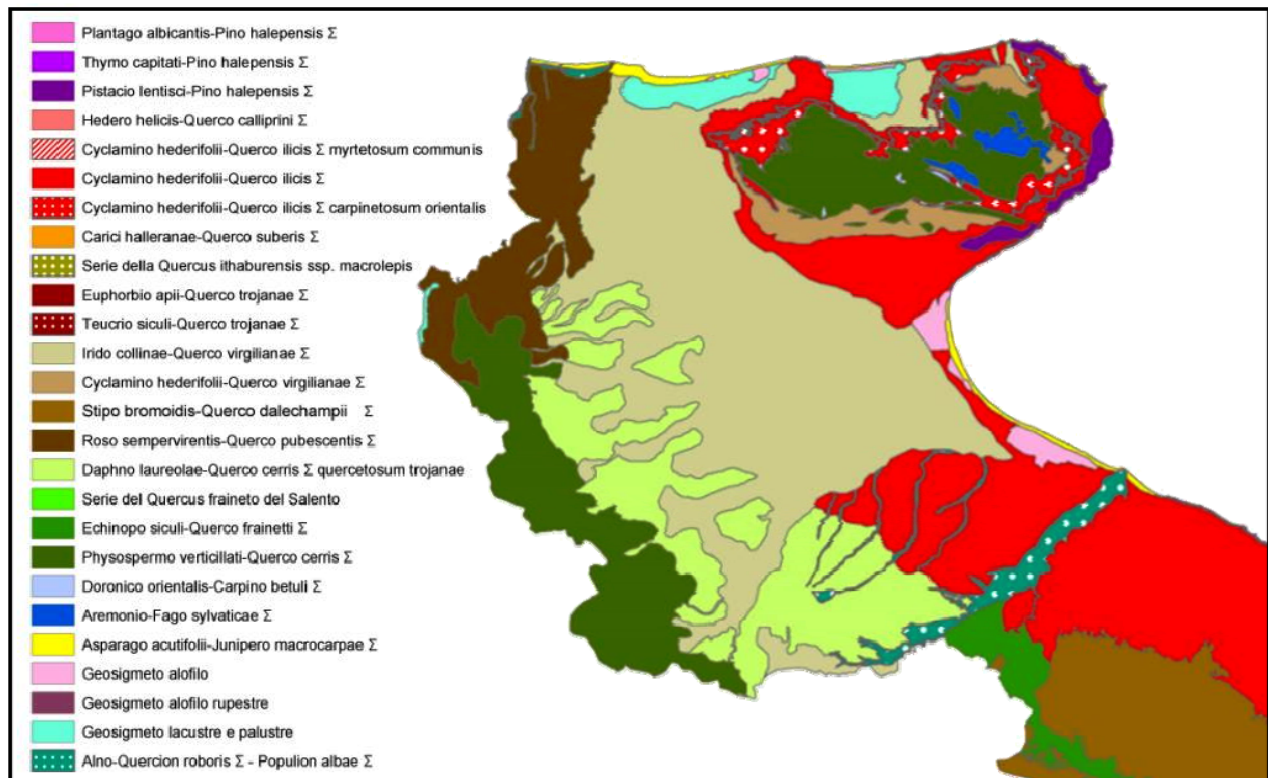 Plantago albicantis-Pino halepensis Σ
Thymo capitati-Pino halepensis Σ
Pistacio lentisci-Pino halepensis Σ
Hedero helicis-Querco calliprini Σ
Cyclamino hederifolii-Querco ilicis Σ myrtetosum communis
Cyclamino hederifolii-Querco ilicis Σ
Cyclamino hederifolii-Querco ilicis Σ carpinetosum orientalis
Carici halleranae-Querco suberis Σ
Serie della Quercus ithaburensis ssp. macrolepis
Euphorbio apii-Querco trojanae Σ
Teucrio siculi-Querco trojanae Σ
Irido collinae-Querco virgilianae Σ
Cyclamino hederifolii-Querco virgilianae Σ
Stipo bromoidis-Querco dalechampii Σ
Roso sempervirentis-Querco pubescentis Σ
Daphno laureolae-Querco cerris Σ quercetosum trojanae
Serie del Quercus fraineto del Salento
Echinopo siculi-Querco frainetti Σ
Physospermo verticillati-Querco cerris Σ
Doronico orientalis-Carpino betuli Σ
Aremonio-Fago sylvaticae Σ
Asparago acutifolii-Junipero macrocarpae Σ
Geosigmeto alofilo
Geosigmeto alofilo rupestre
Geosigmeto lacustre e palustre
Alno-Quercion roboris Σ - Populion albae Σ